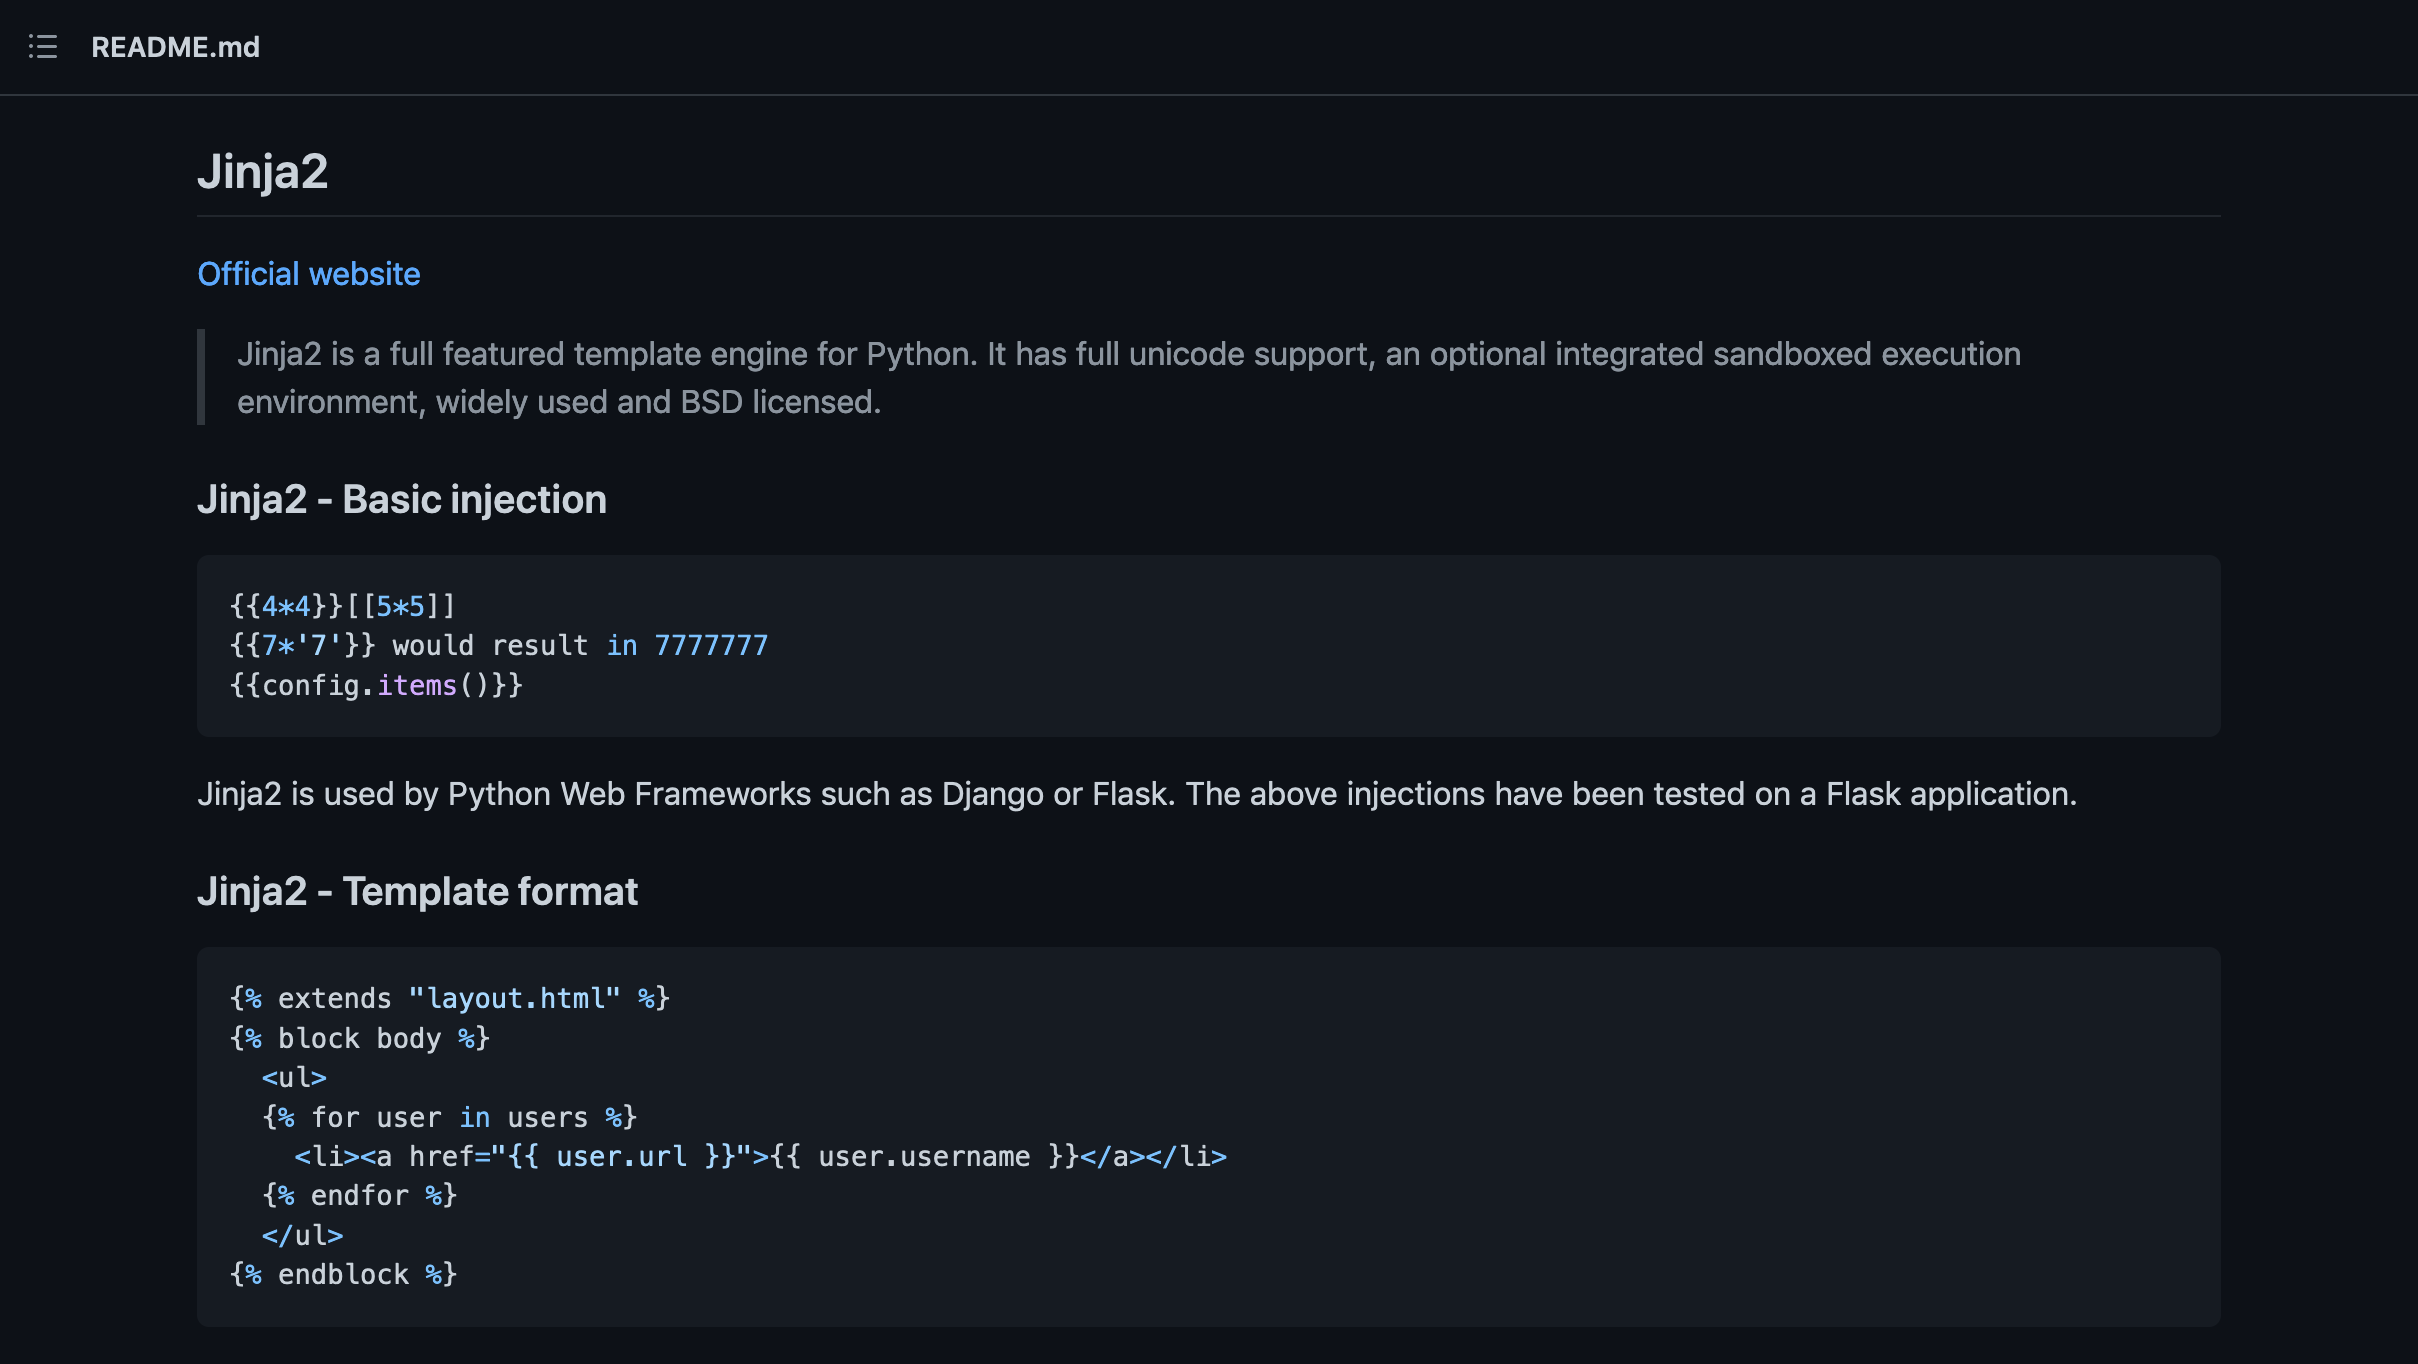 README.md
Jinja2
Official website
Jinja2 is a full featured template engine for Python. It has full unicode support, an optional integrated sandboxed execution
environment, widely used and BSD licensed.
Jinja2 - Basic injection
{{4*4}}[[5*5]]
{{7*'7'}} would result in 7777777
{{config.items()}}
Jinja2 is used by Python Web Frameworks such as Django or Flask. The above injections have been tested on a Flask application.
Jinja2 - Template format
{% extends "layout.html" %}
{% block body %}
  <ul>
  {% for user in users %}
    <li><a href="{{ user.url }}">{{ user.username }}</a></li>
  {% endfor %}
  </ul>
{% endblock %}